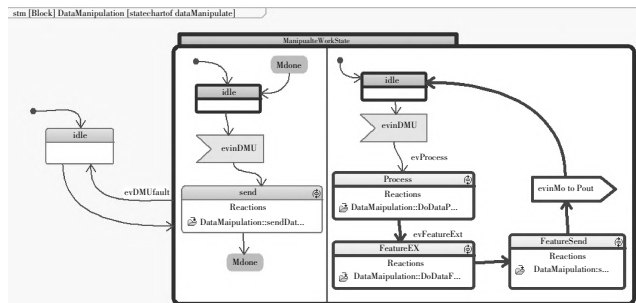 stm [Block] DataManipulation [statechartof dataManipulate]
ManipualteWorkState
Mdone
idle
idle
evinDMU
evinDMU
idle
evProcess
Process
Reactions
DataMaipulation::DoDataP...
evinMo to Pout
evDMUfault
send
Reactions
DataMaipulation::sendDat...
evFeatureExt
FeatureEX
Reactions
DataMaipulation::DoDataF...
FeatureSend
Reactions
DataMaipulation:s...
Mdone